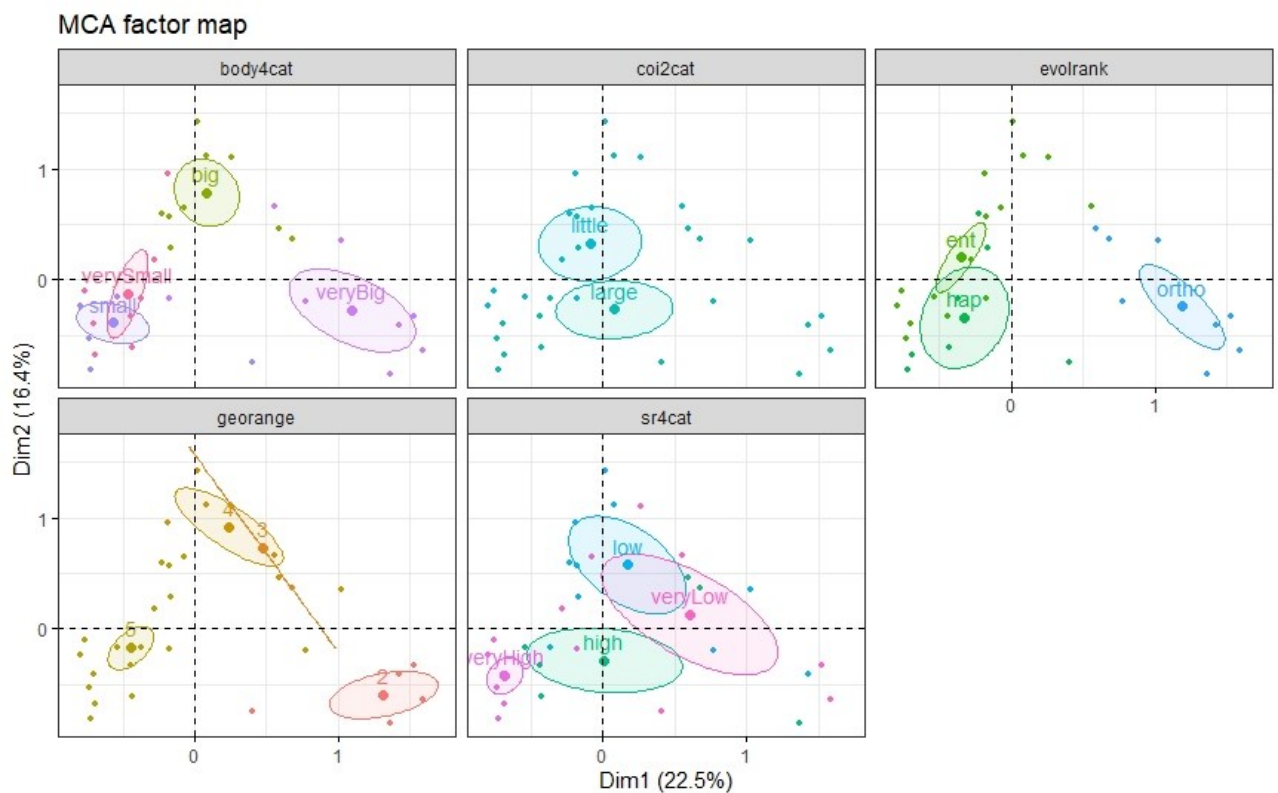 MCA factor map
body4cat
coi2cat
evolrank
big
verySmall
small
veryBig
little
large
ent
hap
ortho
1
0
0
1
georange
sr4cat
4
3
5
2
low
veryLow
high
veryHigh
1
0
0
1
0
1
Dim2 (16.4%)
Dim1 (22.5%)